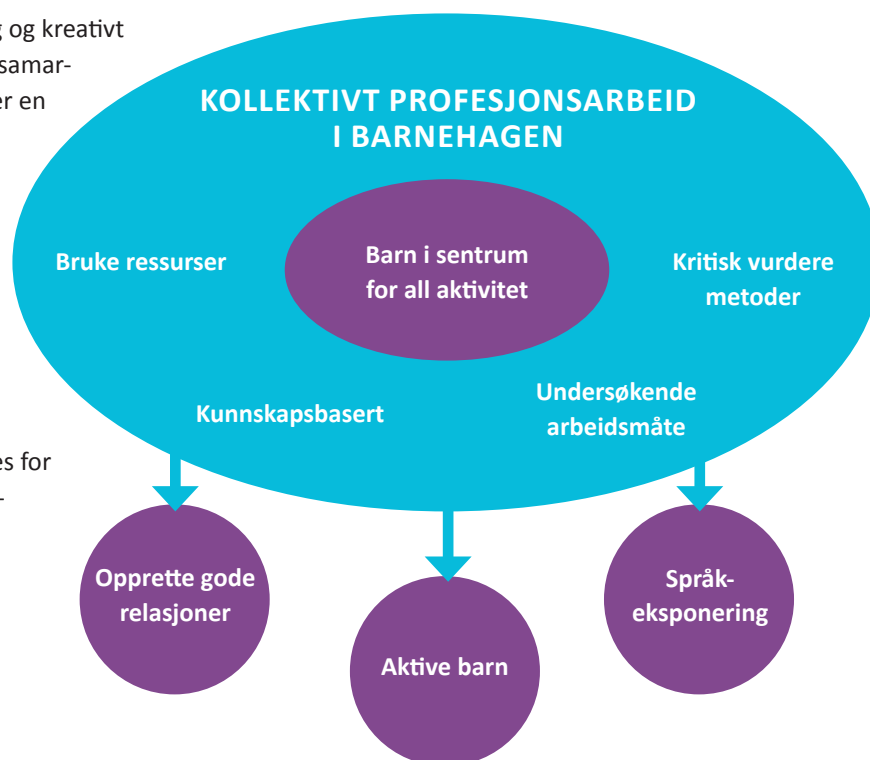 g og kreativt
samar-
er en
KOLLEKTIVT PROFESJONSARBEID
I BARNEHAGEN
Bruke ressurser
Barn i sentrum
for all aktivitet
Kritisk vurdere
metoder
Kunnskapsbasert
Undersøkende
arbeidsmåte
es for
-
Opprette gode
relasjoner
Aktive barn
Språk-
eksponering